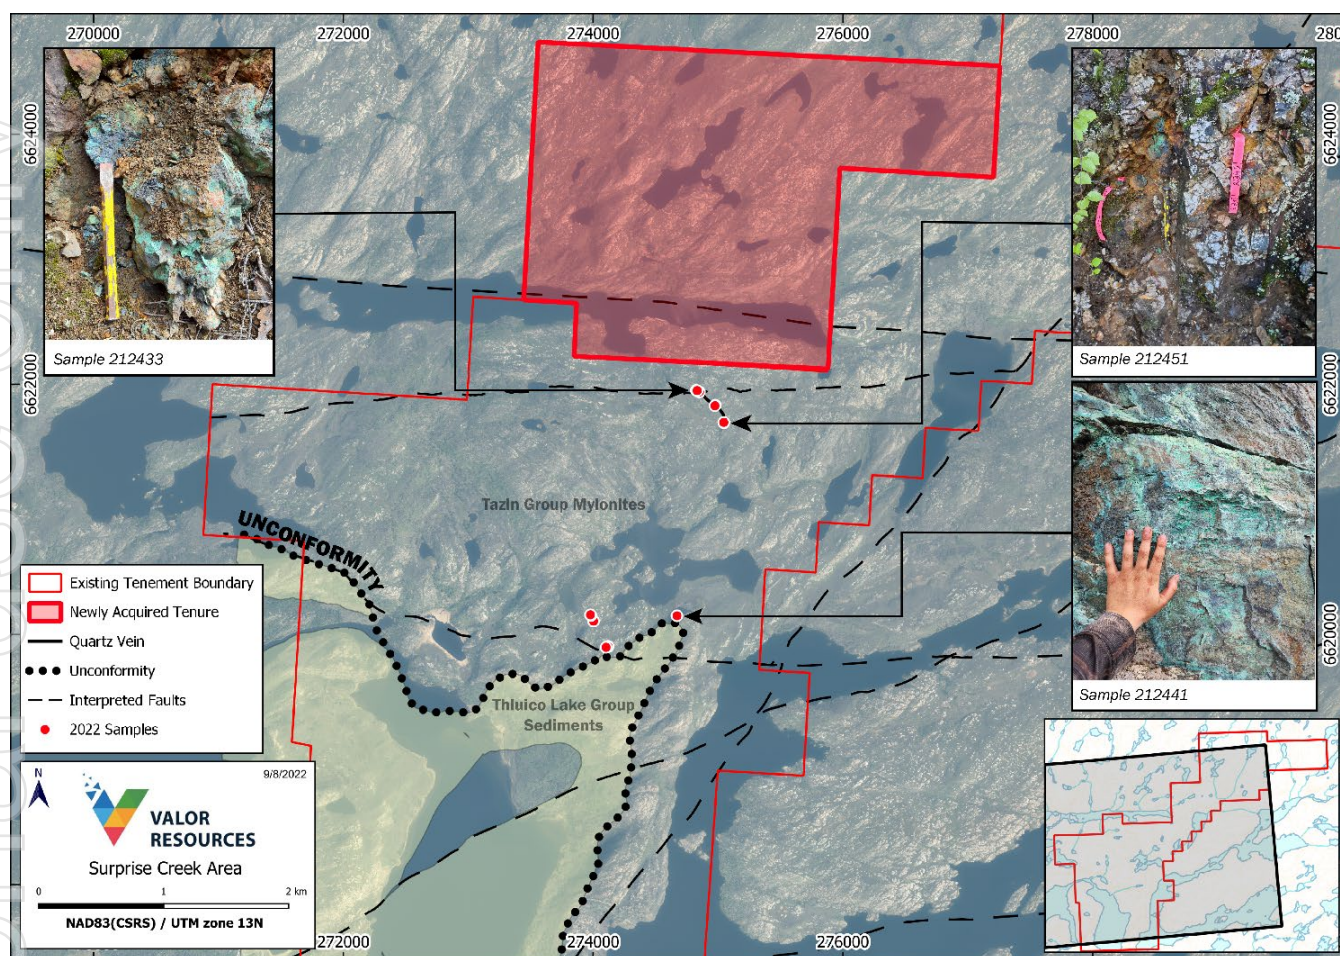 270000
272000
274000
276000
278000
6624000
6624000
Sample 212433
Sample 212451
6622000
6622000
Tazin Group Mylonites
UNCONFORMITY
Existing Tenement Boundary
Newly Acquired Tenure
Quartz Vein
Unconformity
Interpreted Faults
2022 Samples
6620000
Thluico Lake Group
Sediments
Sample 212441
N
9/8/2022
VALOR
RESOURCES
Surprise Creek Area
0 1 2 km
NAD83(CSRS) / UTM zone 13N
272000
274000
276000